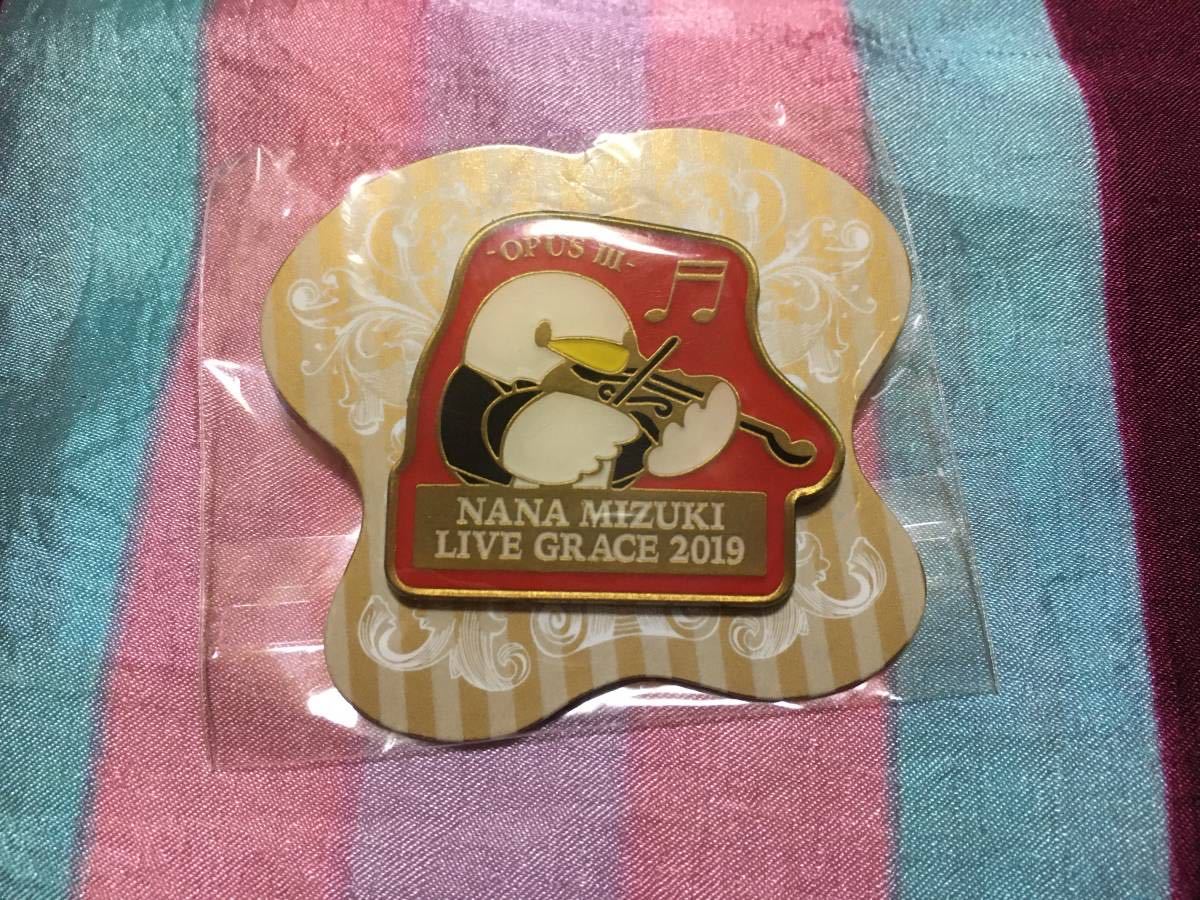 -OPUS III-
NANA MIZUKI
LIVE GRACE 2019